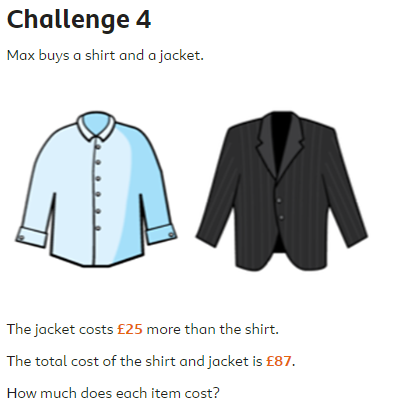 Challenge 4
Max buys a shirt and a jacket.
The jacket costs £25 more than the shirt.
The total cost of the shirt and jacket is £87.
How much does each item cost?